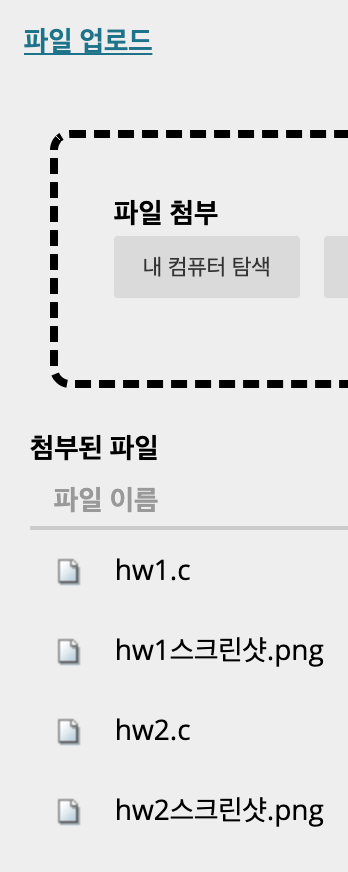 파일 업로드
파일 첨부
내 컴퓨터 탐색
첨부된 파일
파일 이름
hw1.c
hw1스크린샷.png
hw2.c
hw2스크린샷.png